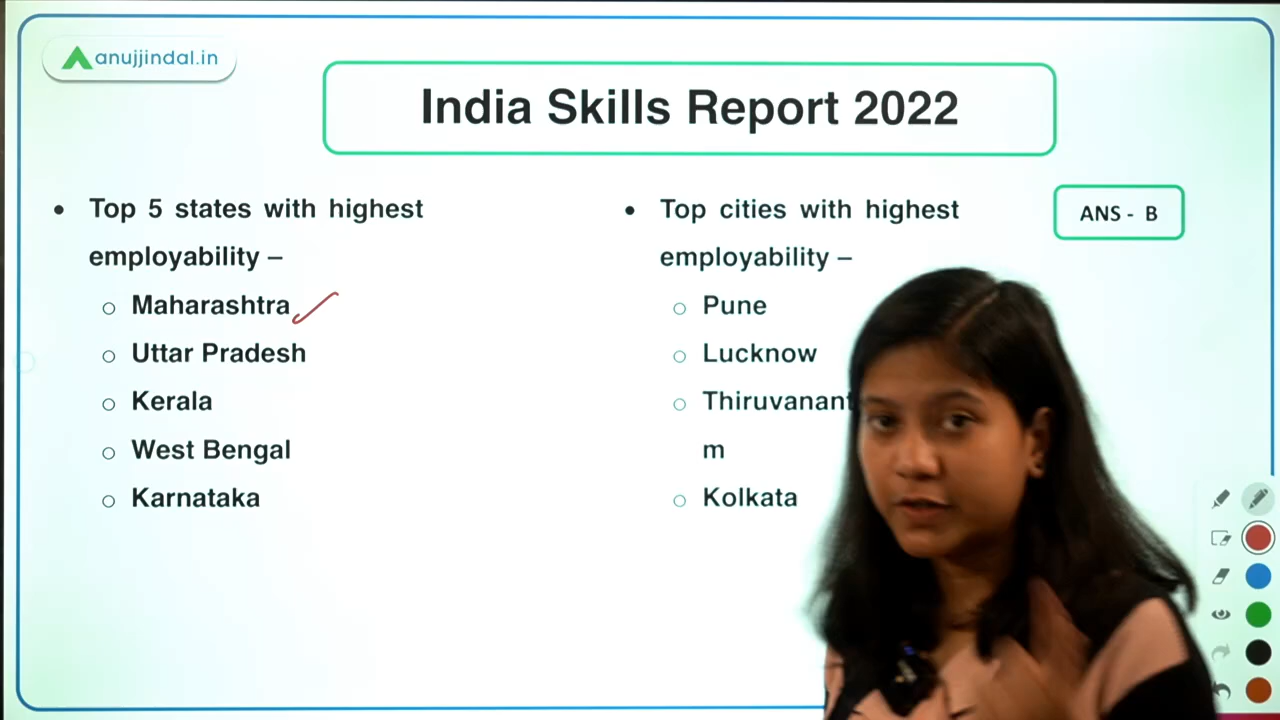 anujjindal.in
India Skills Report 2022
• Top 5 states with highest
employability –
○ Maharashtra
○ Uttar Pradesh
○ Kerala
○ West Bengal
○ Karnataka
• Top cities with highest
employability –
○ Pune
○ Lucknow
○ 
m
○ Kolkata
ANS - B